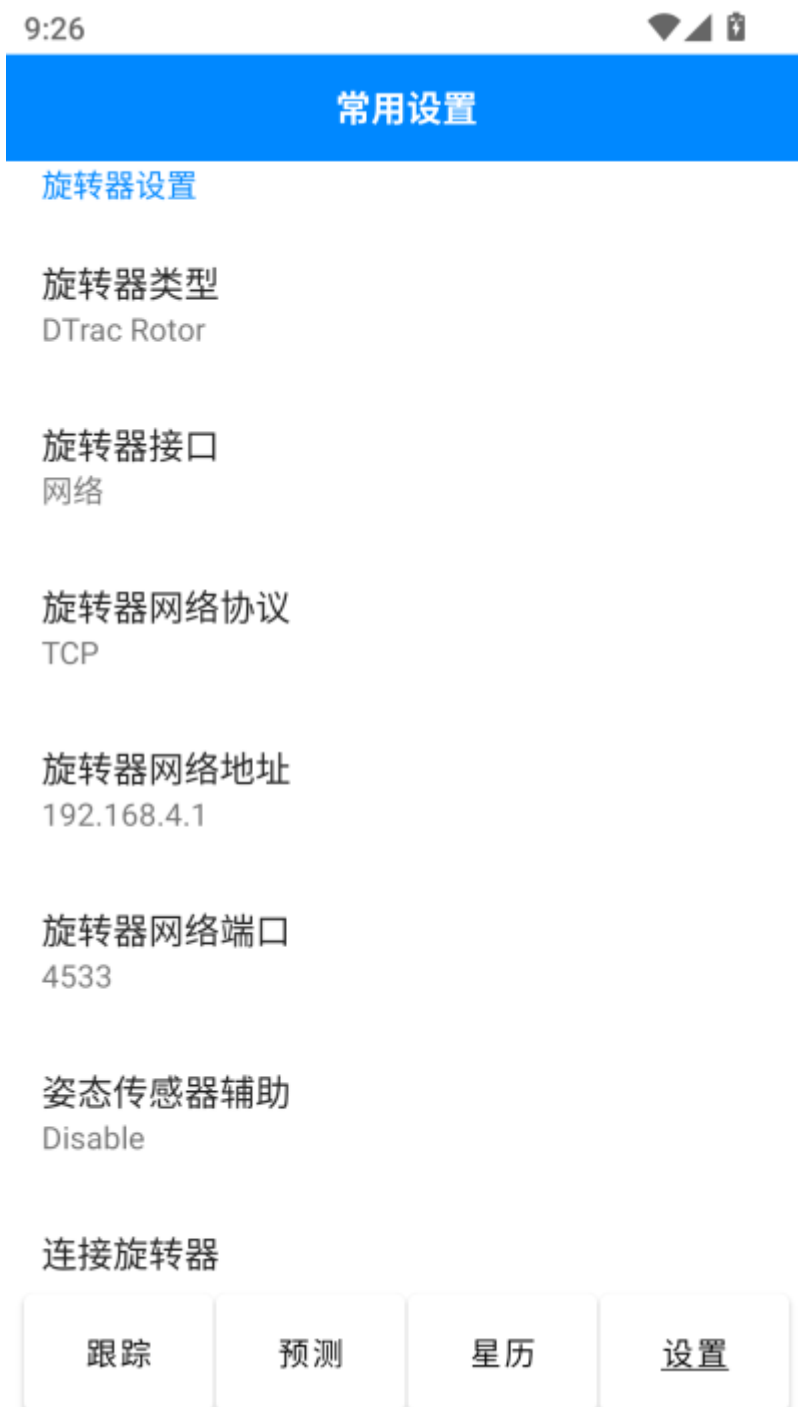 9:26
常用设置
旋转器设置
旋转器类型
DTrac Rotor
旋转器接口
网络
旋转器网络协议
TCP
旋转器网络地址
192.168.4.1
旋转器网络端口
4533
姿态传感器辅助
Disable
连接旋转器
跟踪 预测 星历 设置